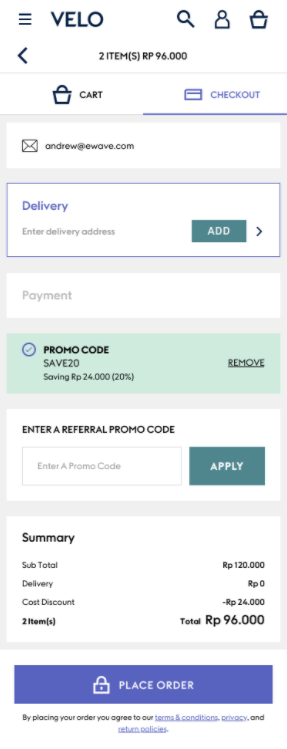 VELO
2 ITEM(S) RP 96.000
CART
CHECKOUT
andrew@ewave.com
Delivery
Enter delivery address
ADD
Payment
PROMO CODE
SAVE20
REMOVE
Saving Rp 24.000 (20%)
ENTER A REFERRAL PROMO CODE
Enter A Promo Code
APPLY
Summary
Sub Total Rp 120.000
Delivery Rp 0
Cost Discount -Rp 24.000
2 Item(s) Total Rp 96.000
PLACE ORDER
By placing your order you agree to our terms & conditions, privacy, and
return policies.